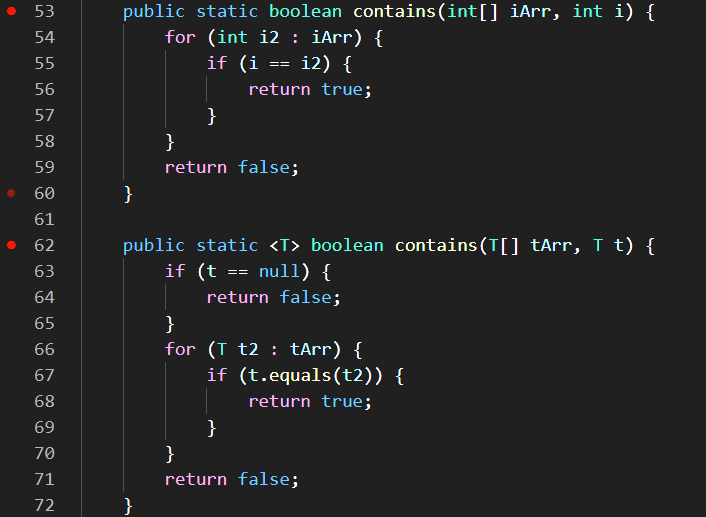 53 public static boolean contains(int[] iArr, int i) {
54 for (int i2 : iArr) {
55 if (i == i2) {
56 return true;
57 }
58 }
59 return false;
60 }
61
62 public static <T> boolean contains(T[] tArr, T t) {
63 if (t == null) {
64 return false;
65 }
66 for (T t2 : tArr) {
67 if (t.equals(t2)) {
68 return true;
69 }
70 }
71 return false;
72 }